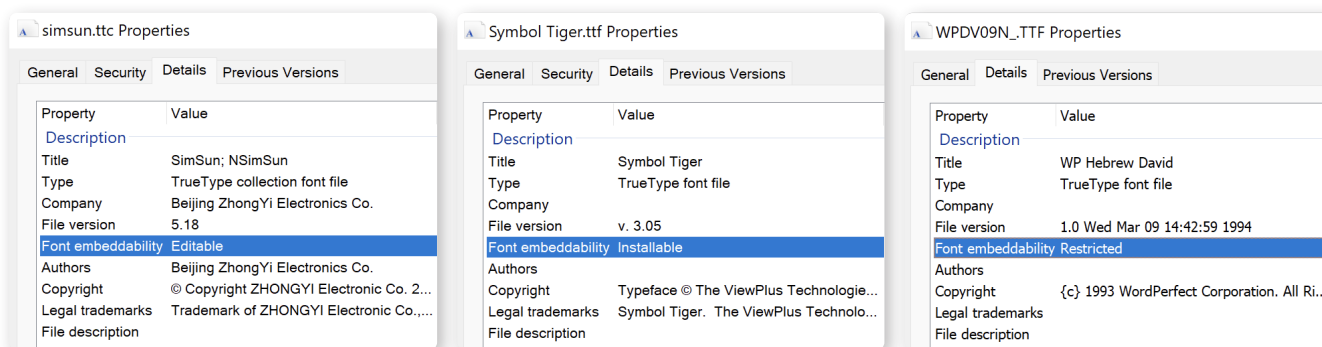 simsun.ttc Properties
General Security Details Previous Versions
Property Value
Description
Title SimSun; NSimSun
Type TrueType collection font file
Company Beijing ZhongYi Electronics Co.
File version 5.18
Font embeddability Editable
Authors Beijing ZhongYi Electronics Co.
Copyright © Copyright ZHONGYI Electronic Co. 2...
Legal trademarks Trademark of ZHONGYI Electronic Co.,...
File description
Symbol Tiger.ttf Properties
General Security Details Previous Versions
Property Value
Description
Title Symbol Tiger
Type TrueType font file
Company
File version v. 3.05
Font embeddability Installable
Authors
Copyright Typeface © The ViewPlus Technologie...
Legal trademarks Symbol Tiger. The ViewPlus Technolo...
File description
WPDV09N_.TTF Properties
General Details Previous Versions
Property Value
Description
Title WP Hebrew David
Type TrueType font file
Company
File version 1.0 Wed Mar 09 14:42:59 1994
Font embeddability Restricted
Authors
Copyright {c} 1993 WordPerfect Corporation. All Ri...
Legal trademarks
File description